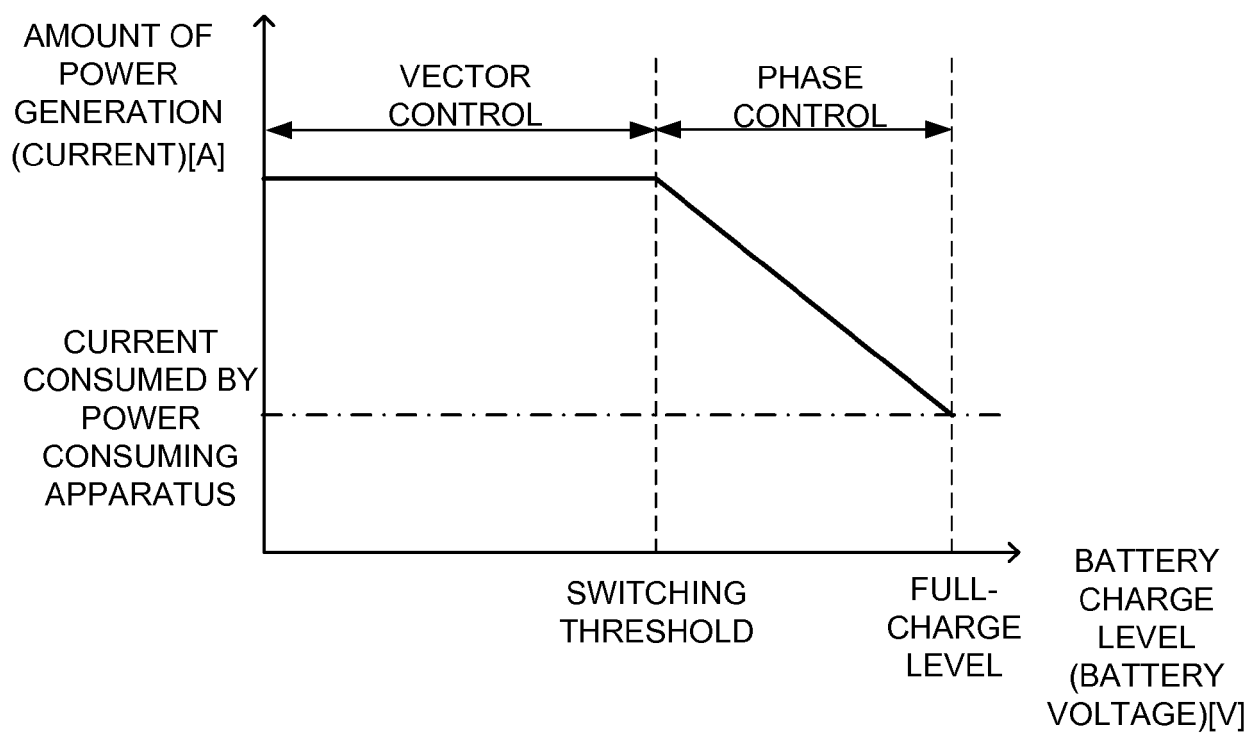 AMOUNT OF
POWER
GENERATION
(CURRENT)[A]
VECTOR
CONTROL
PHASE
CONTROL
CURRENT
CONSUMED BY
POWER
CONSUMING
APPARATUS
SWITCHING
THRESHOLD
FULL-
CHARGE
LEVEL
BATTERY
CHARGE
LEVEL
(BATTERY
VOLTAGE)[V]